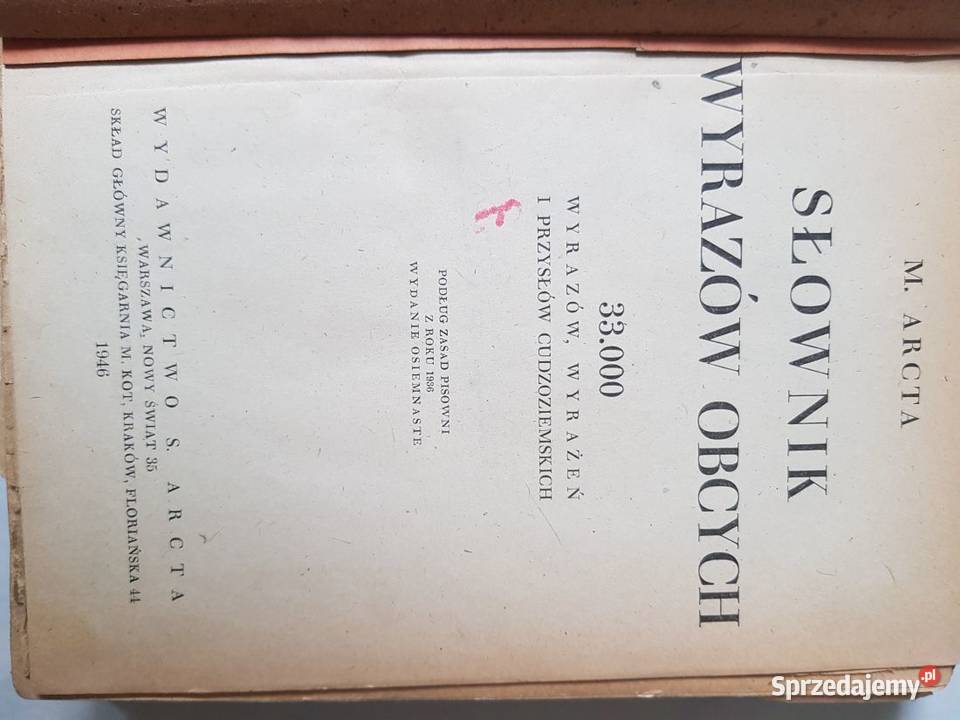 M. ARCTA
SŁOWNIK
WYRAZÓW OBCYCH
33.000
WYRAZÓW, WYRAŻEŃ
I PRZYSŁÓW CUDZOZIEMSKICH
PODŁUG ZASAD PISOWNI
Z ROKU 1936
WYDANIE OSIEMNASTE
WYDAWNICTWO S. ARCTA
WARSZAWA, NOWY ŚWIAT 35
SKŁAD GŁÓWNY KSIĘGARNIA M. KOT, KRAKÓW, FLORIAŃSKA 44
1946
Sprzedajemy.pl